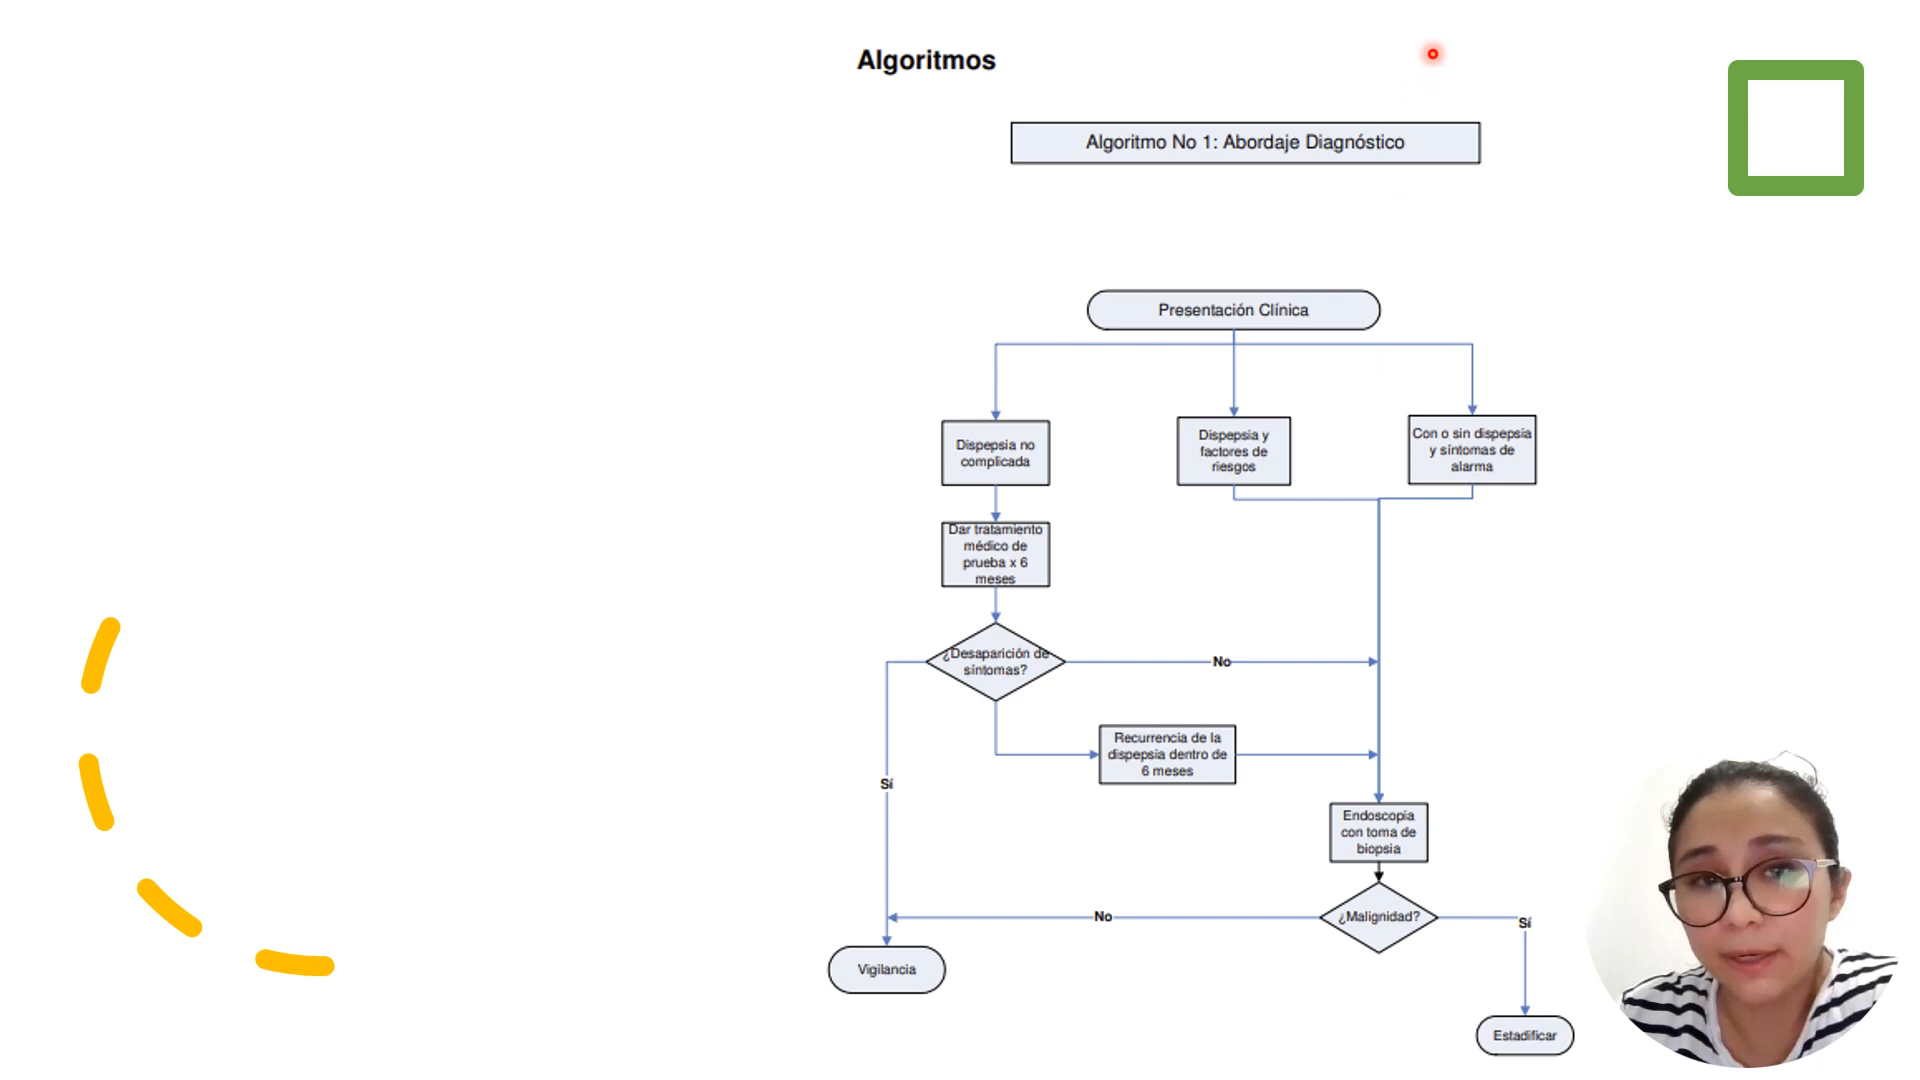 Algoritmos
Algoritmo No 1: Abordaje Diagnóstico
Presentación Clínica
Dispepsia no
complicada
Dispepsia y
factores de
riesgos
Con o sin dispepsia
y síntomas de
alarma
Dar tratamiento
médico de
prueba x 6
meses
¿Desaparición de
síntomas?
No
Recurrencia de la
dispepsia dentro de
6 meses
Sí
Endoscopia
con toma de
biopsia
¿Malignidad?
No
Sí
Vigilancia
Estadificar